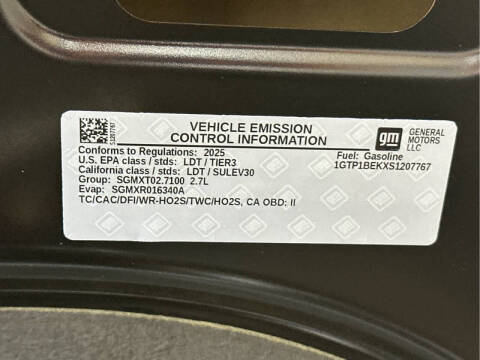 VEHICLE EMISSION
CONTROL INFORMATION
gm GENERAL
MOTORS
LLC
Conforms to Regulations: 2025
U.S. EPA class / stds: LDT / TIER3
California class / stds: LDT / SULEV30
Group: SGMXT02.7100 2.7L
Evap: SGMXR016340A
TC/CAC/DFI/WR-HO2S/TWC/HO2S, CA OBD: II
Fuel: Gasoline
1GTP1BEKXS1207767
S1207767